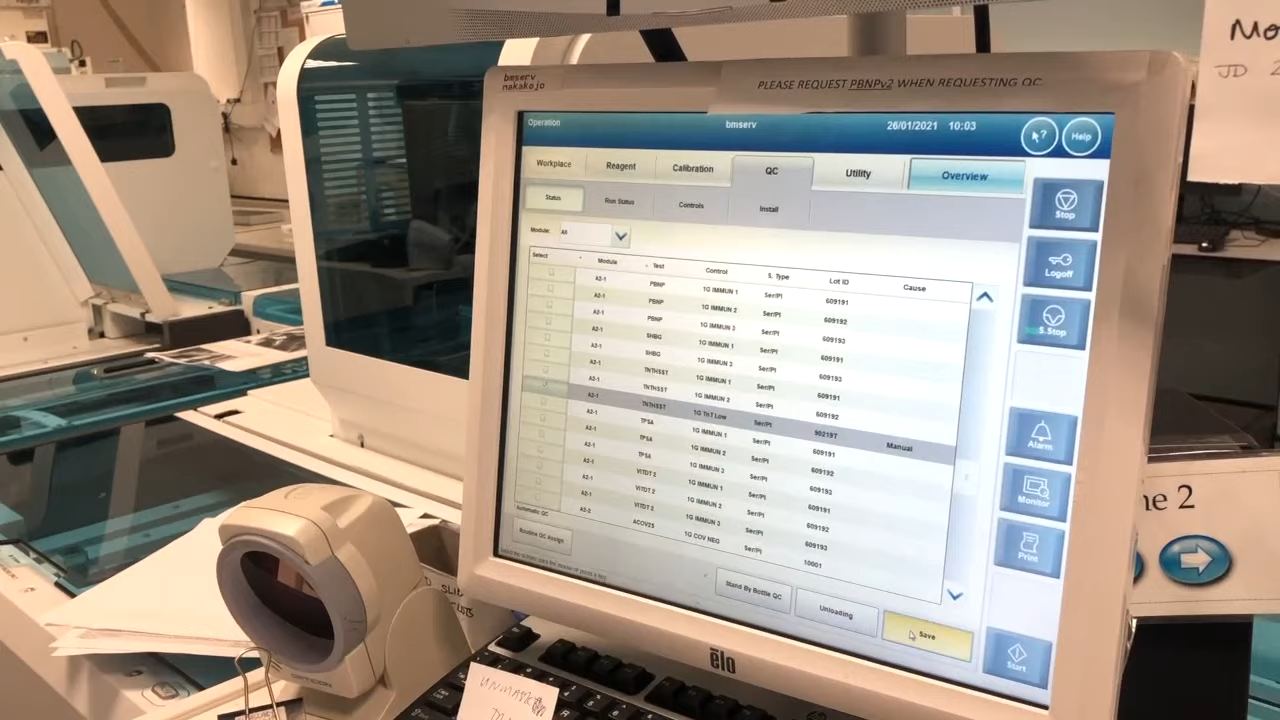 bmserv
nakakojo
PLEASE REQUEST PBNPv2 WHEN REQUESTING QC.
JD 2
Operation
bmserv
26/01/2021 10:03
?
Help
Workplace
Reagent
Calibration
QC
Utility
Overview
Status
Run Status
Controls
Install
Module:
All
Select
Module
Test
Control
S. Type
Lot ID
Cause
A2-1 PBNP 1G IMMUN 1 Ser/Pl 609191
A2-1 PBNP 1G IMMUN 2 Ser/Pl 609192
A2-1 PBNP 1G IMMUN 3 Ser/Pl 609193
A2-1 SHBG 1G IMMUN 1 Ser/Pl 609191
A2-1 SHBG 1G IMMUN 3 Ser/Pl 609193
A2-1 TNTHSST 1G IMMUN 1 Ser/Pl 609191
A2-1 TNTHSST 1G IMMUN 2 Ser/Pl 609192
A2-1 TNTHSST 1G TnT Low Ser/Pl 90219T Manual
A2-1 TPSA 1G IMMUN 1 Ser/Pl 609191
A2-1 TPSA 1G IMMUN 2 Ser/Pl 609192
A2-1 TPSA 1G IMMUN 3 Ser/Pl 609193
A2-1 VITDT 2 1G IMMUN 1 Ser/Pl 609191
A2-1 VITDT 2 1G IMMUN 2 Ser/Pl 609192
A2-1 VITDT 2 1G IMMUN 3 Ser/Pl 609193
A2-2 ACOV2S 1G COV NEG Ser/Pl 10001
* Automatic QC
Routine QC Assign
Stand By Bottle QC
Unloading
Save
Stop
Logoff
S.Stop
Alarm
Monitor
Print
Start
ne 2
elo
OPTICON